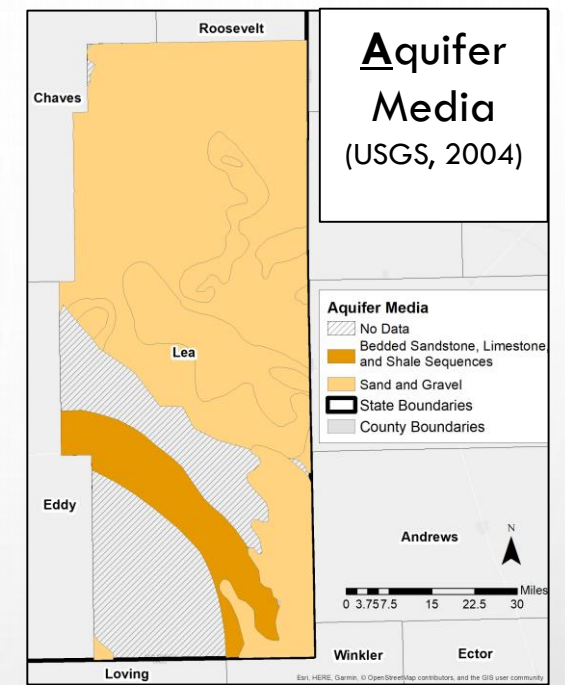 Roosevelt
Aquifer
Media
(USGS, 2004)
Chaves
Aquifer Media
No Data
Bedded Sandstone, Limestone,
and Shale Sequences
Sand and Gravel
State Boundaries
County Boundaries
Lea
Eddy
Andrews
N
Miles
0 3.75 7.5 15 22.5 30
Winkler
Ector
Loving
Esri, HERE, Garmin, © OpenStreetMap contributors, and the GIS user community